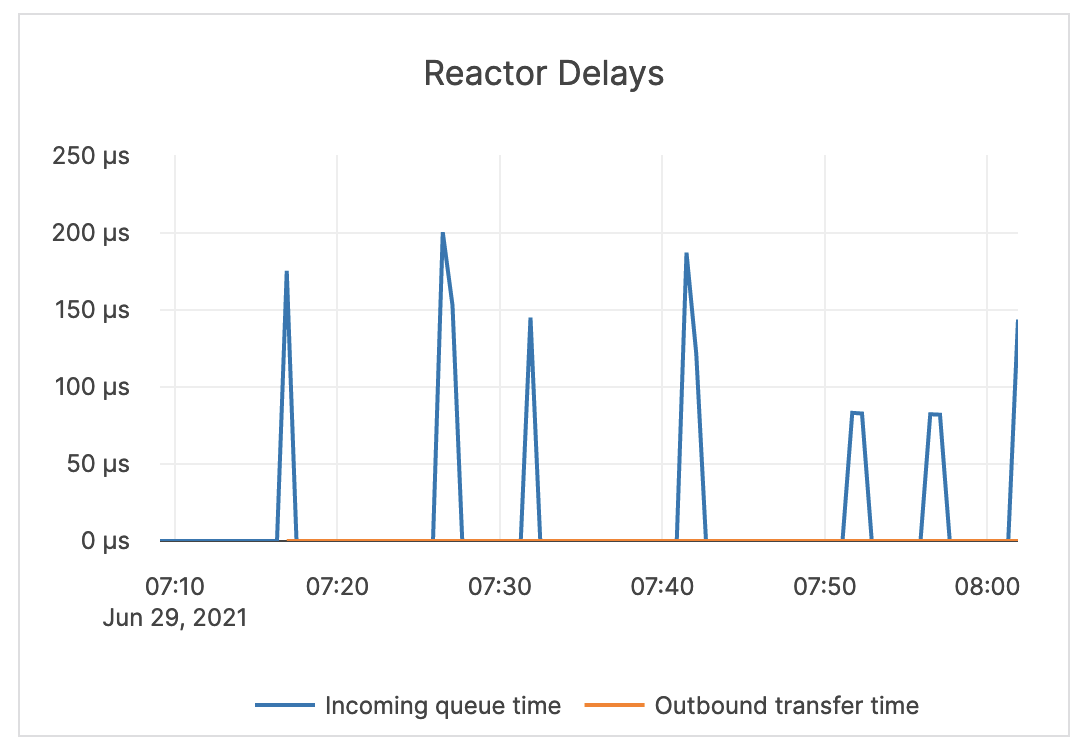 Reactor Delays
250 µs
200 µs
150 µs
100 µs
50 µs
0 µs
07:10 07:20 07:30 07:40 07:50 08:00
Jun 29, 2021
Incoming queue time Outbound transfer time